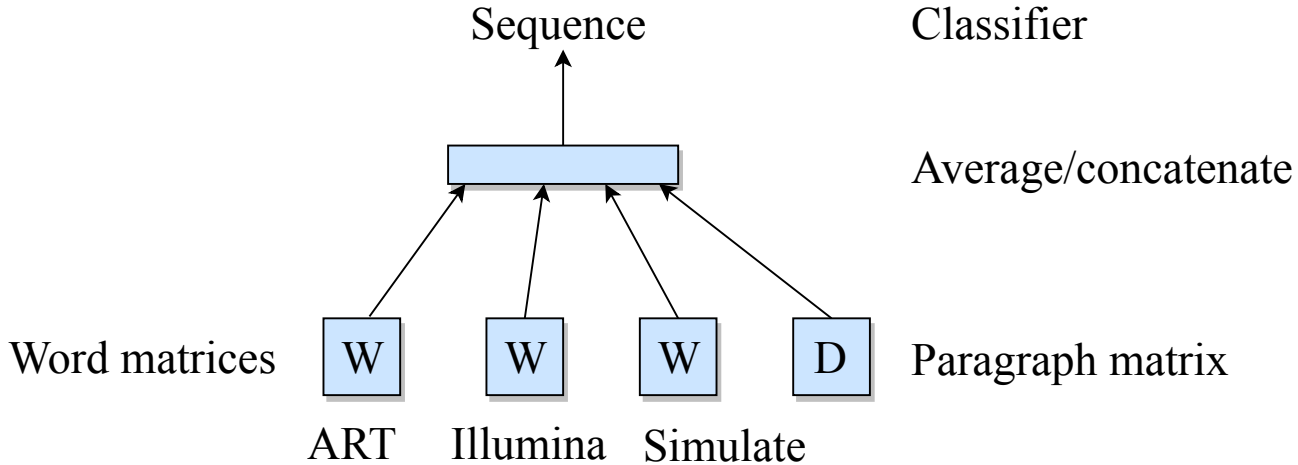 Sequence Classifier
Average/concatenate
Word matrices W W W D Paragraph matrix
ART Illumina Simulate